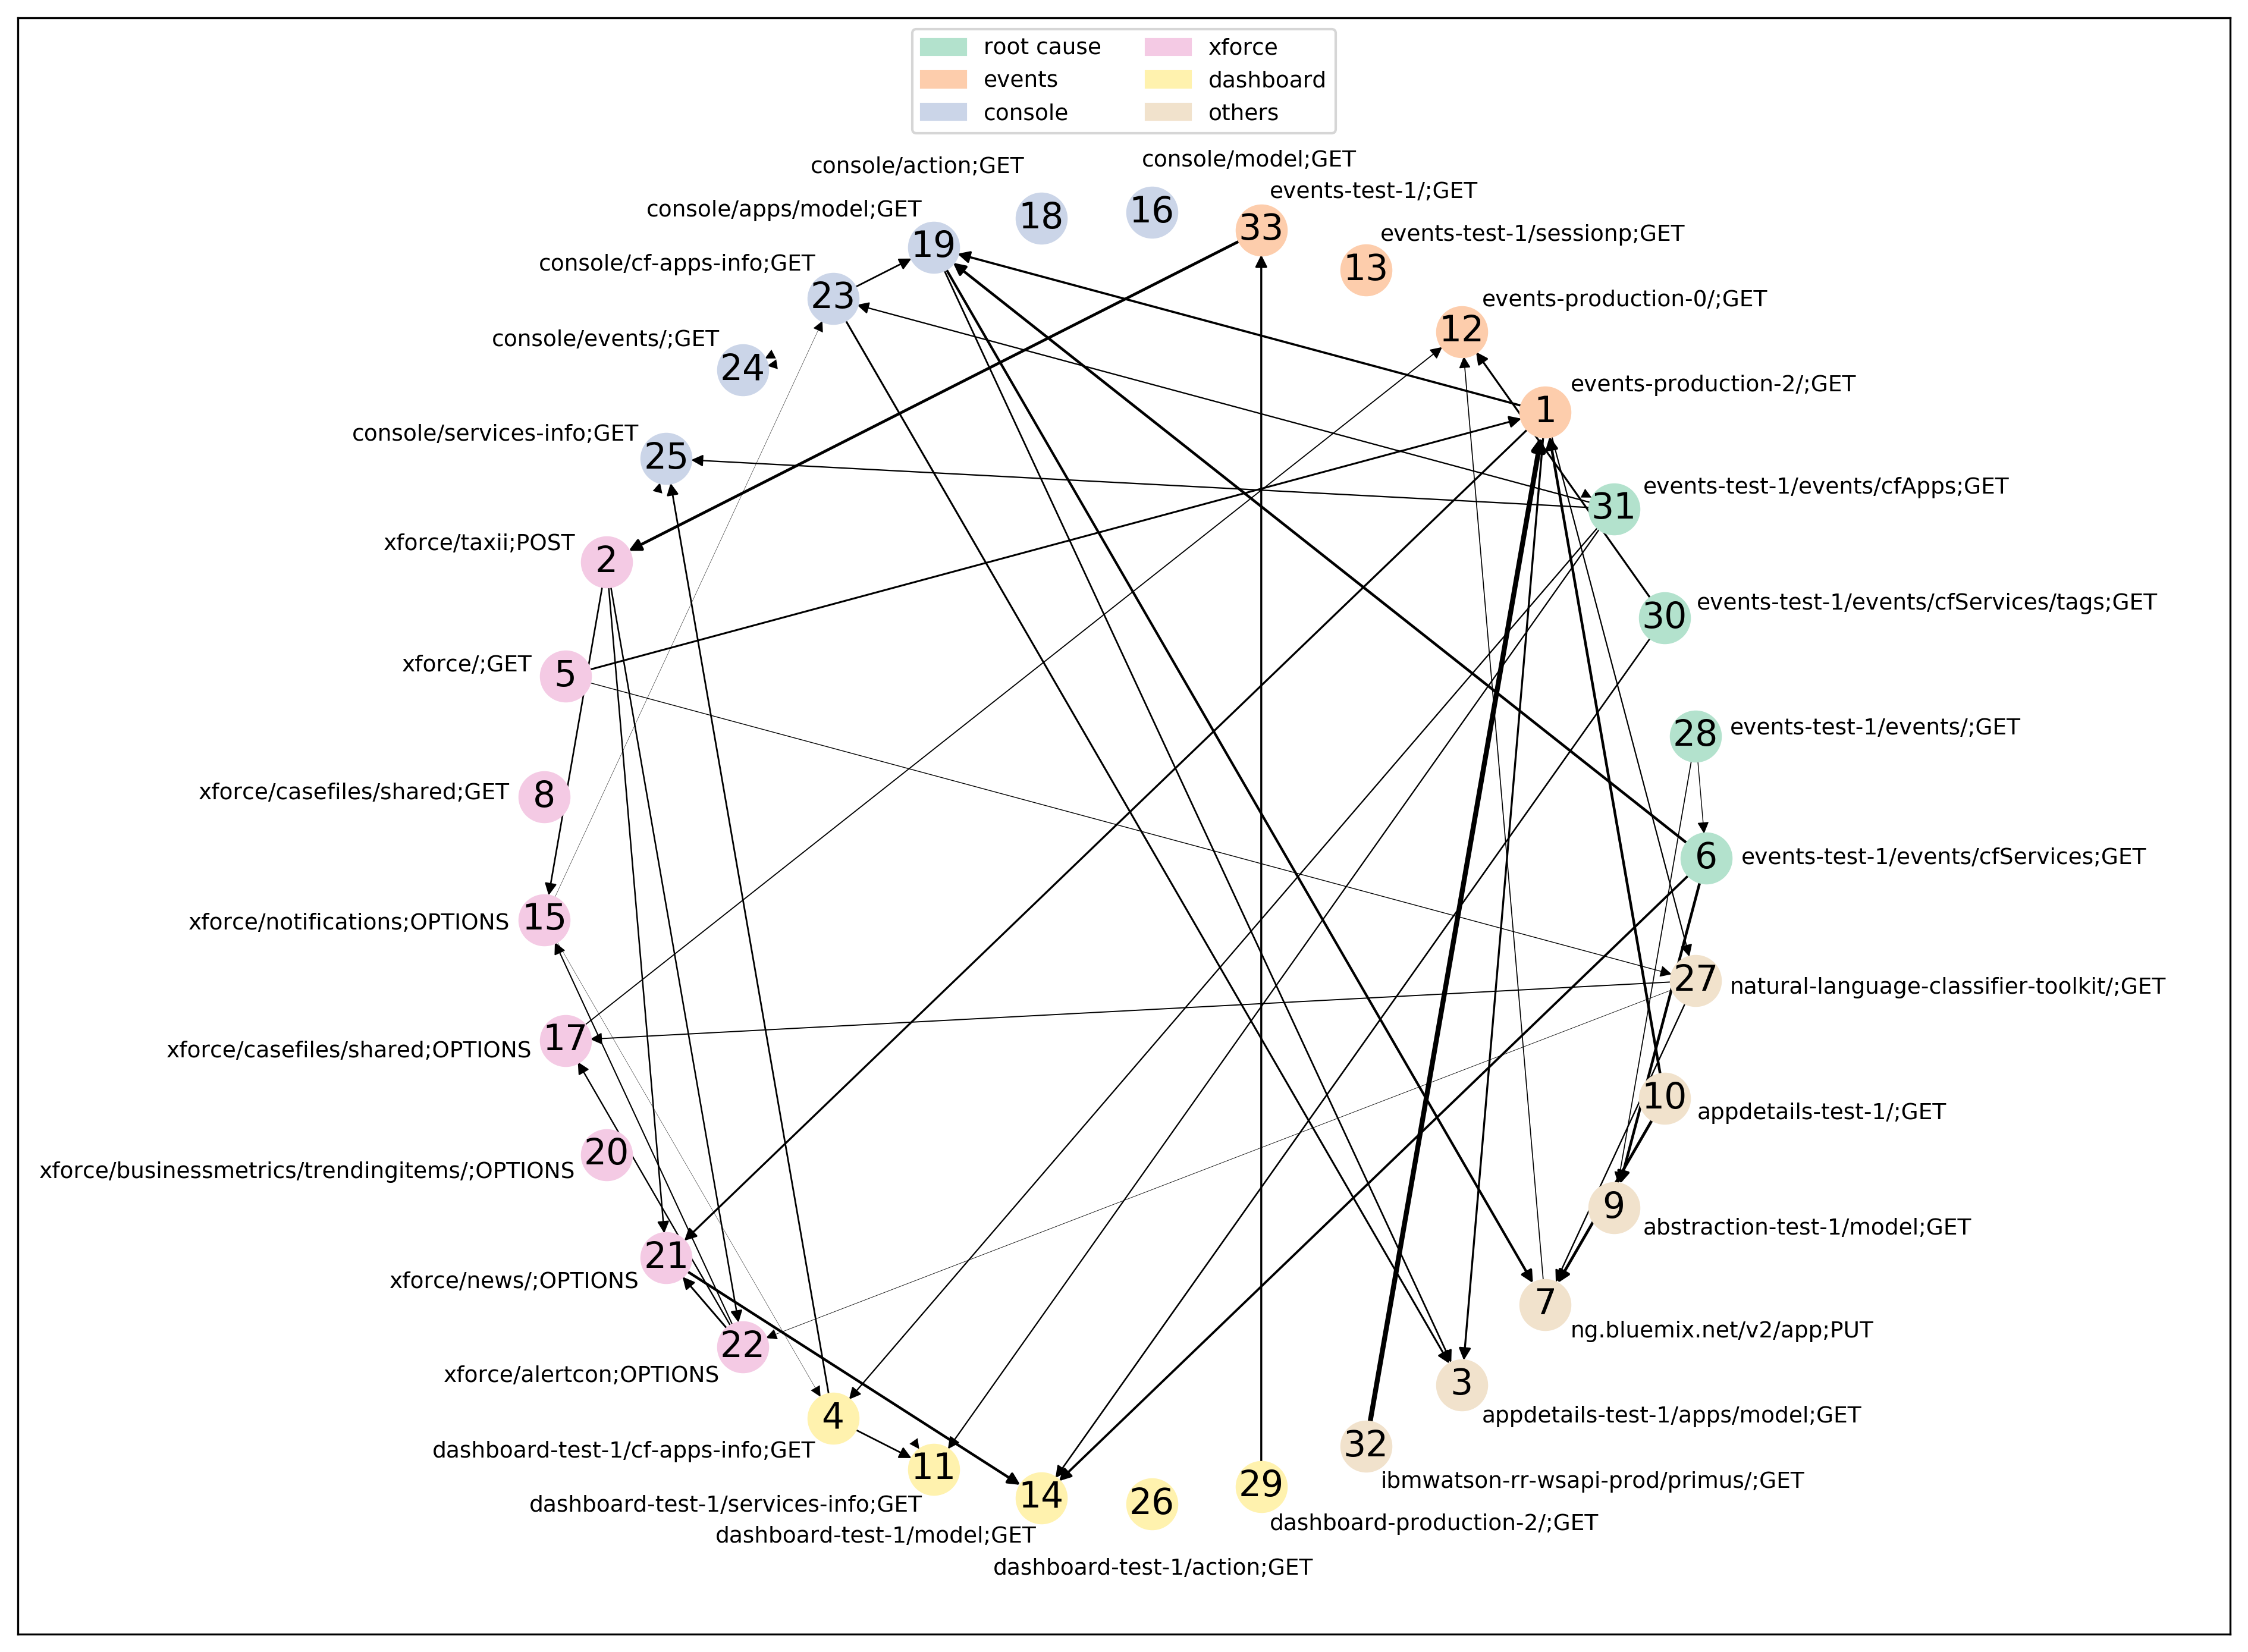 root cause
events
console
xforce
dashboard
others
console/action;GET
console/model;GET
events-test-1/;GET
console/apps/model;GET
18
16
33
events-test-1/sessionp;GET
19
console/cf-apps-info;GET
13
23
events-production-0/;GET
12
console/events/;GET
24
events-production-2/;GET
1
console/services-info;GET
25
events-test-1/events/cfApps;GET
31
xforce/taxii;POST
2
events-test-1/events/cfServices/tags;GET
30
xforce/;GET
5
events-test-1/events/;GET
28
xforce/casefiles/shared;GET
8
6
events-test-1/events/cfServices;GET
xforce/notifications;OPTIONS
15
27
natural-language-classifier-toolkit/;GET
17
xforce/casefiles/shared;OPTIONS
10
appdetails-test-1/;GET
20
xforce/businessmetrics/trendingitems/;OPTIONS
9
abstraction-test-1/model;GET
21
xforce/news/;OPTIONS
7
ng.bluemix.net/v2/app;PUT
22
xforce/alertcon;OPTIONS
3
appdetails-test-1/apps/model;GET
4
dashboard-test-1/cf-apps-info;GET
32
ibmwatson-rr-wsapi-prod/primus/;GET
11
dashboard-test-1/services-info;GET
29
dashboard-production-2/;GET
14
dashboard-test-1/model;GET
26
dashboard-test-1/action;GET